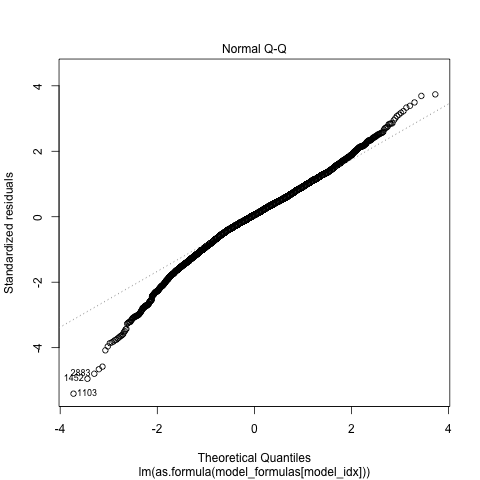 Normal Q-Q
Standardized residuals
4
2
0
-2
-4
2883
1452
1103
-4 -2 0 2 4
Theoretical Quantiles
lm(as.formula(model_formulas[model_idx]))